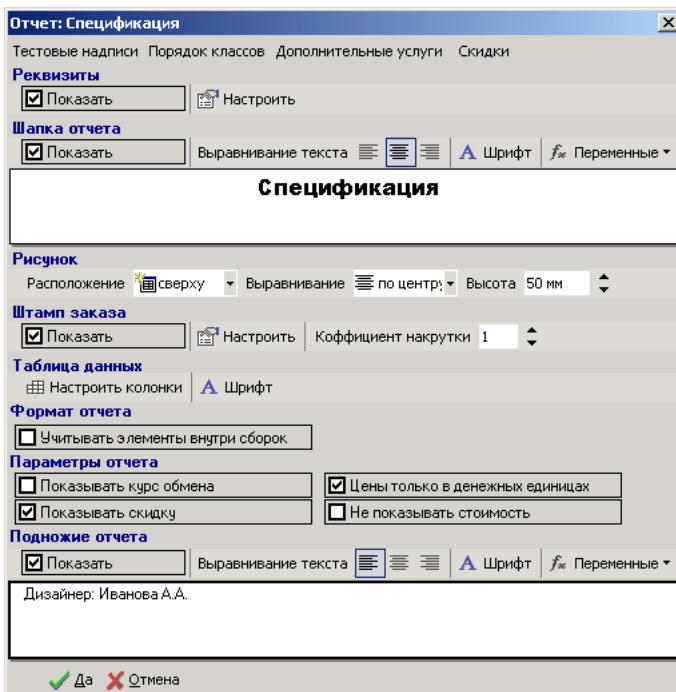 Отчет: Спецификация
Тестовые надписи Порядок классов Дополнительные услуги Скидки
Реквизиты
Показать Настроить
Шапка отчета
Показать Выравнивание текста А Шрифт fx Переменные
Спецификация
Рисунок
Расположение сверху Выравнивание по центру Высота 50 мм
Штамп заказа
Показать Настроить Коффициент накрутки 1
Таблица данных
Настроить колонки А Шрифт
Формат отчета
Учитывать элементы внутри сборок
Параметры отчета
Показывать курс обмена Цены только в денежных единицах
Показывать скидку Не показывать стоимость
Подножие отчета
Показать Выравнивание текста А Шрифт fx Переменные
Дизайнер: Иванова А.А.
Да Отмена